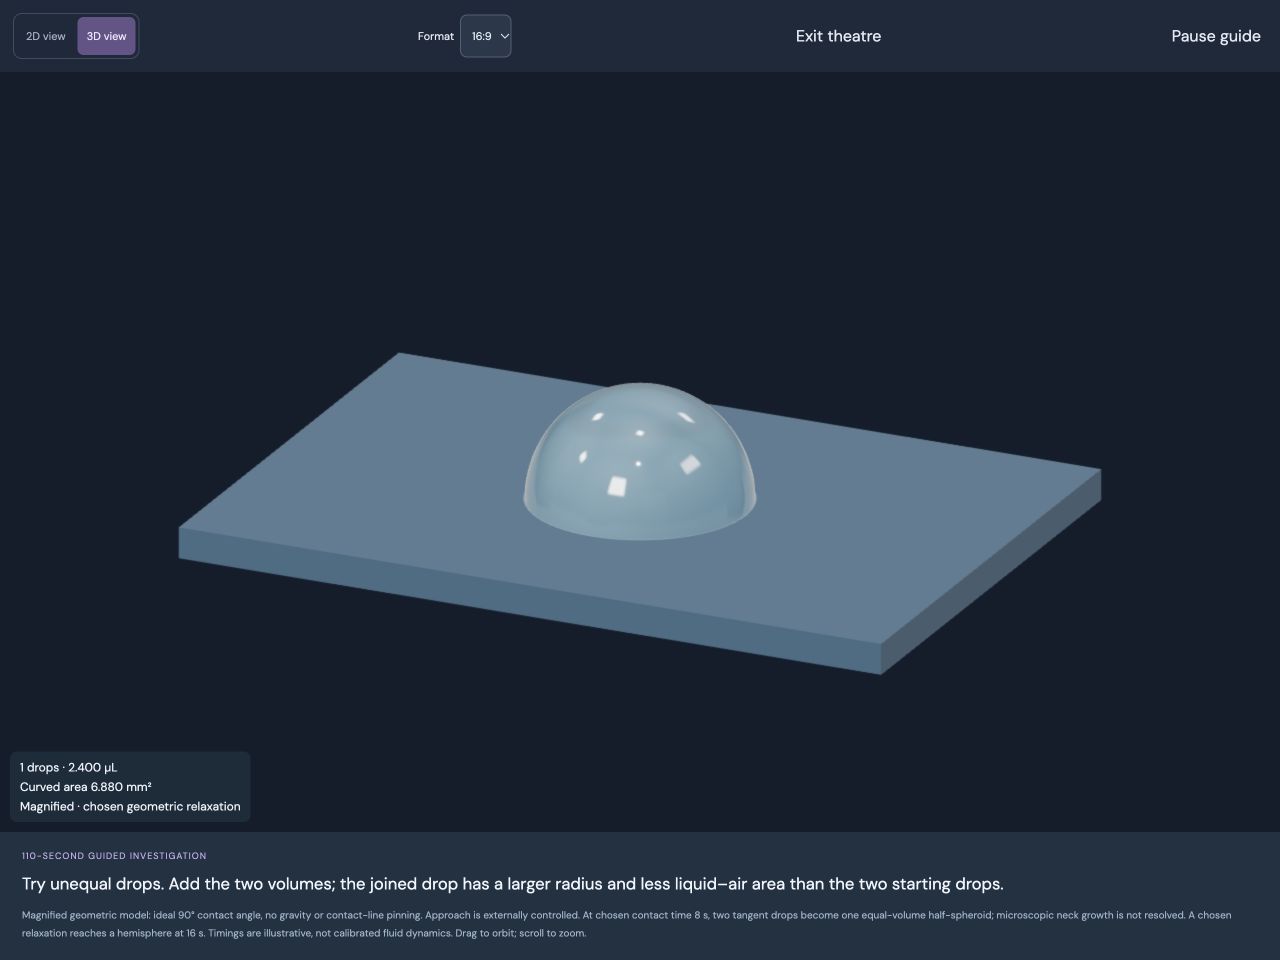 2D view
3D view
Format
16:9
Exit theatre
Pause guide
1 drops · 2.400 µL
Curved area 6.880 mm²
Magnified · chosen geometric relaxation
110-SECOND GUIDED INVESTIGATION
Try unequal drops. Add the two volumes; the joined drop has a larger radius and less liquid–air area than the two starting drops.
Magnified geometric model: ideal 90° contact angle, no gravity or contact-line pinning. Approach is externally controlled. At chosen contact time 8 s, two tangent drops become one equal-volume half-spheroid; microscopic neck growth is not resolved. A chosen
relaxation reaches a hemisphere at 16 s. Timings are illustrative, not calibrated fluid dynamics. Drag to orbit; scroll to zoom.